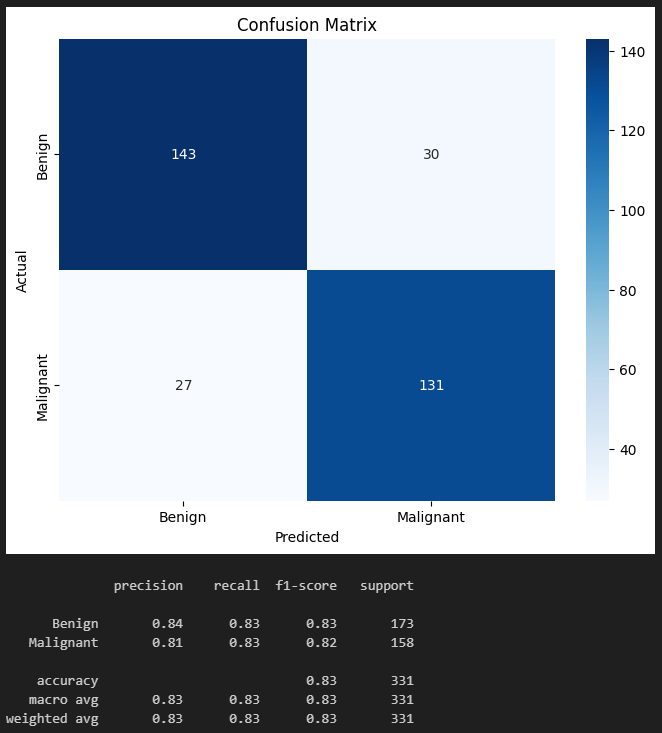 Confusion Matrix
140
143
30
Benign
120
100
Actual
80
27
131
Malignant
60
40
Benign Malignant
Predicted
precision recall f1-score support
Benign 0.84 0.83 0.83 173
Malignant 0.81 0.83 0.82 158
accuracy 0.83 331
macro avg 0.83 0.83 0.83 331
weighted avg 0.83 0.83 0.83 331